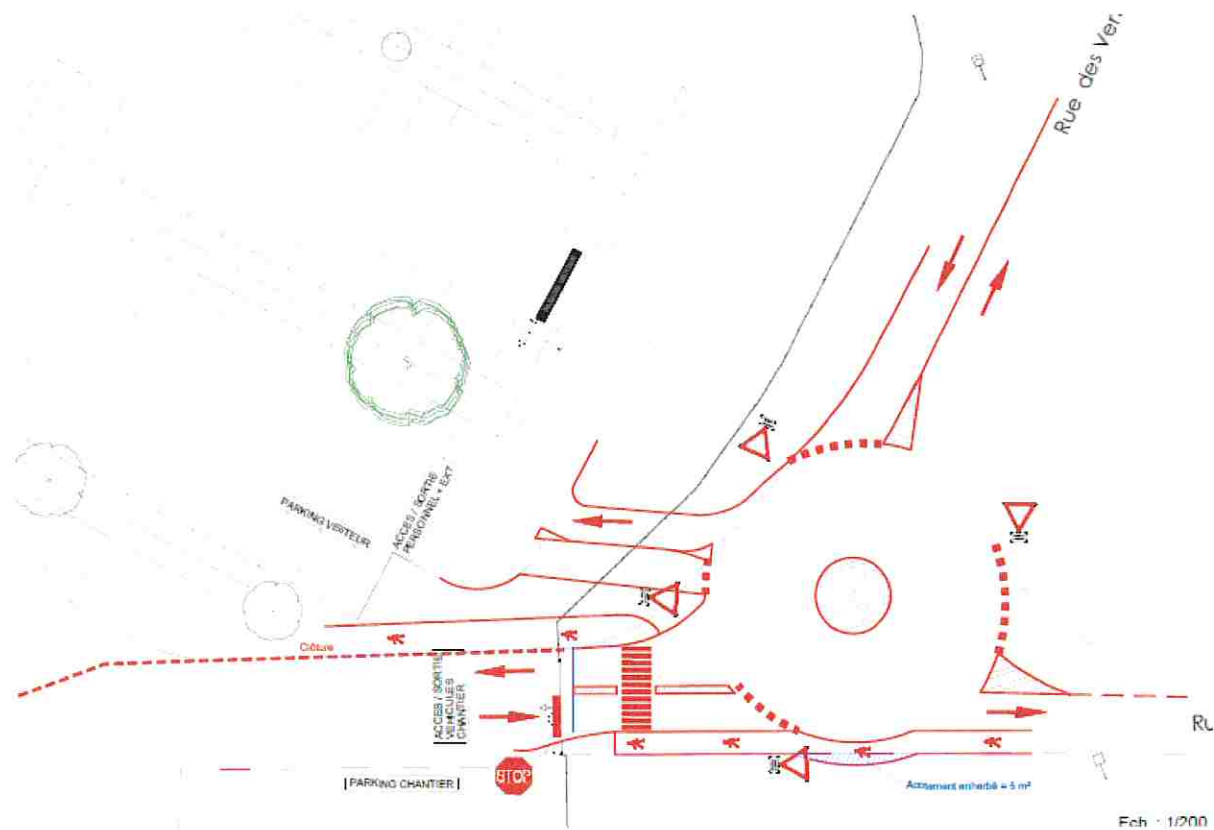 Rue des Ver.
PARKING VISITEUR
ACCES / SORTIE
PERSONNEL + EXT
Clôture
ACCES / SORTIE
VEHICULES
CHANTIER
PARKING CHANTIER
STOP
Ru
Accotement enherbé = 5 m²
Ech. : 1/200